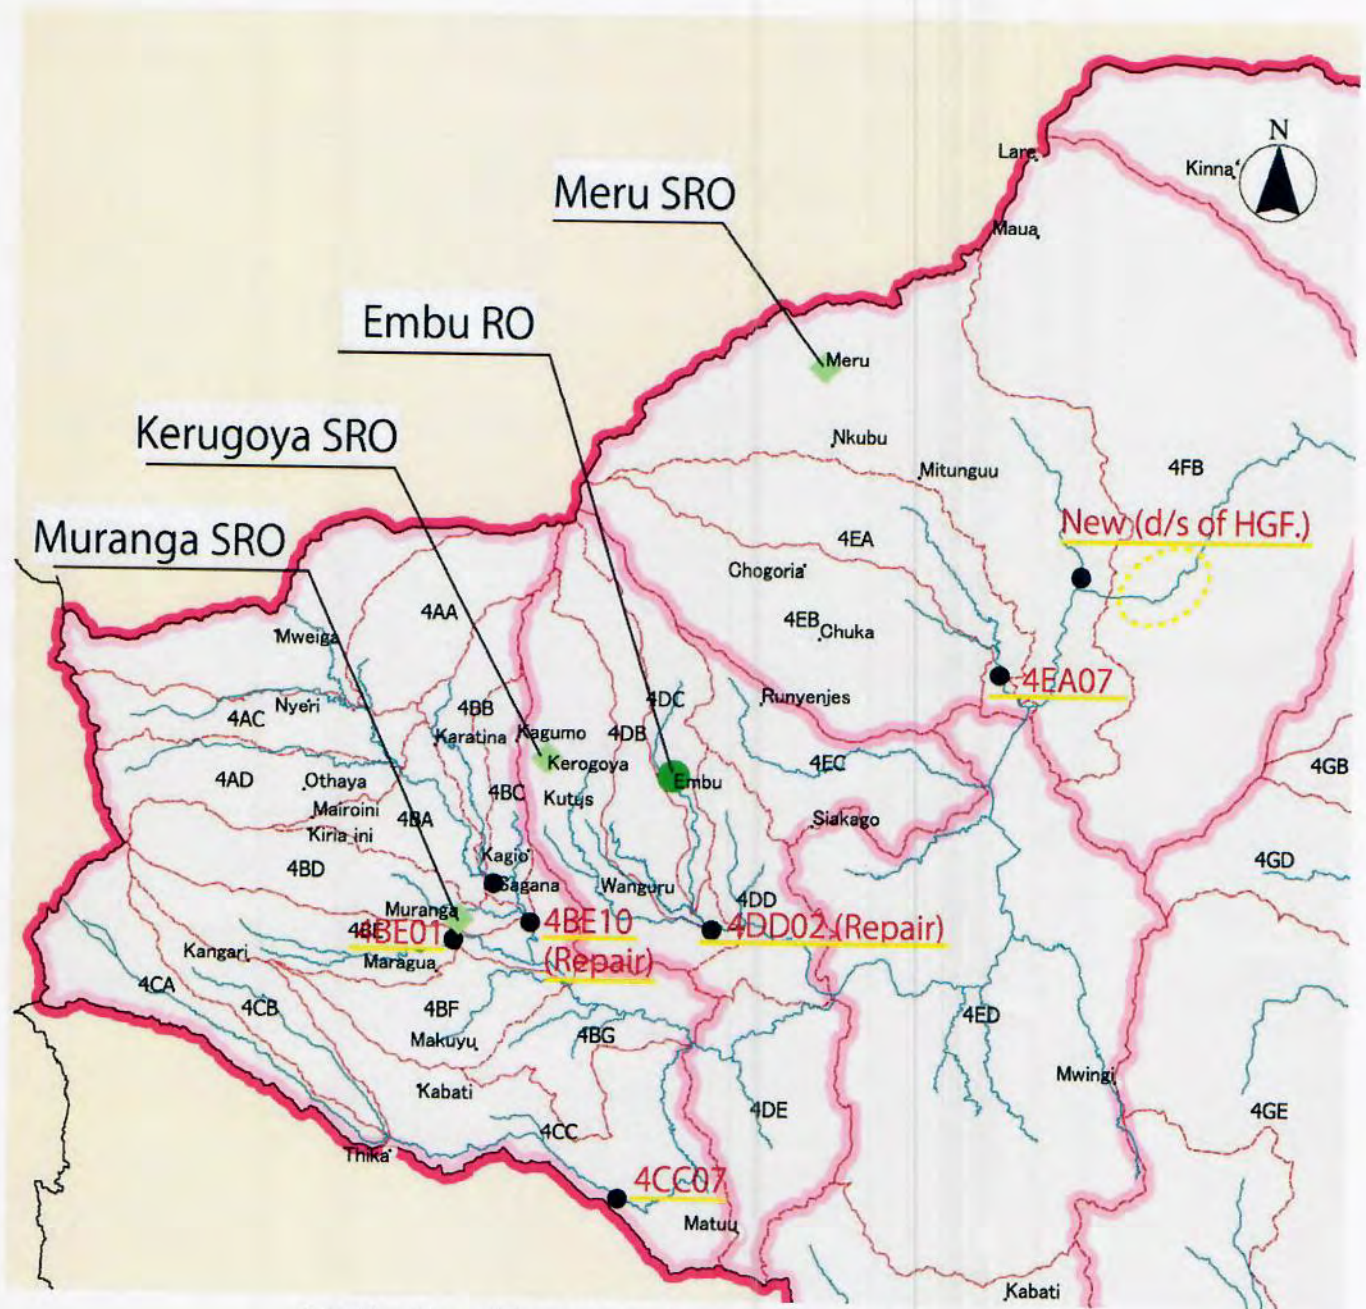 N
Lare
Kinna
Meru SRO
Maua
Embu RO
Meru
Kerugoya SRO
Nkubu
Mitunguu
4FB
New (d/s of HGF.)
Muranga SRO
4EA
Chogoria
4AA
4EB
Chuka
Mweiga
4EA07
4DC
Runyenjes
Nyeri
4AC
4BB
Karatina
Kagumo
4DB
Kerogoya
4EC
4GB
4AD
Othaya
Embu
4BC
Kutus
Mairoini
4BA
Kiria ini
Siakago
Kagio
4GD
4BD
Sagana
Wanguru
4DD
Muranga
4BE
4BE01
4BE10
(Repair)
4DD02 (Repair)
Kangari
Maragua
4CA
4CB
4BF
4ED
Makuyu
4BG
Mwingi
Kabati
4DE
4GE
4CC
Thika
4CC07
Matuu
Kabati